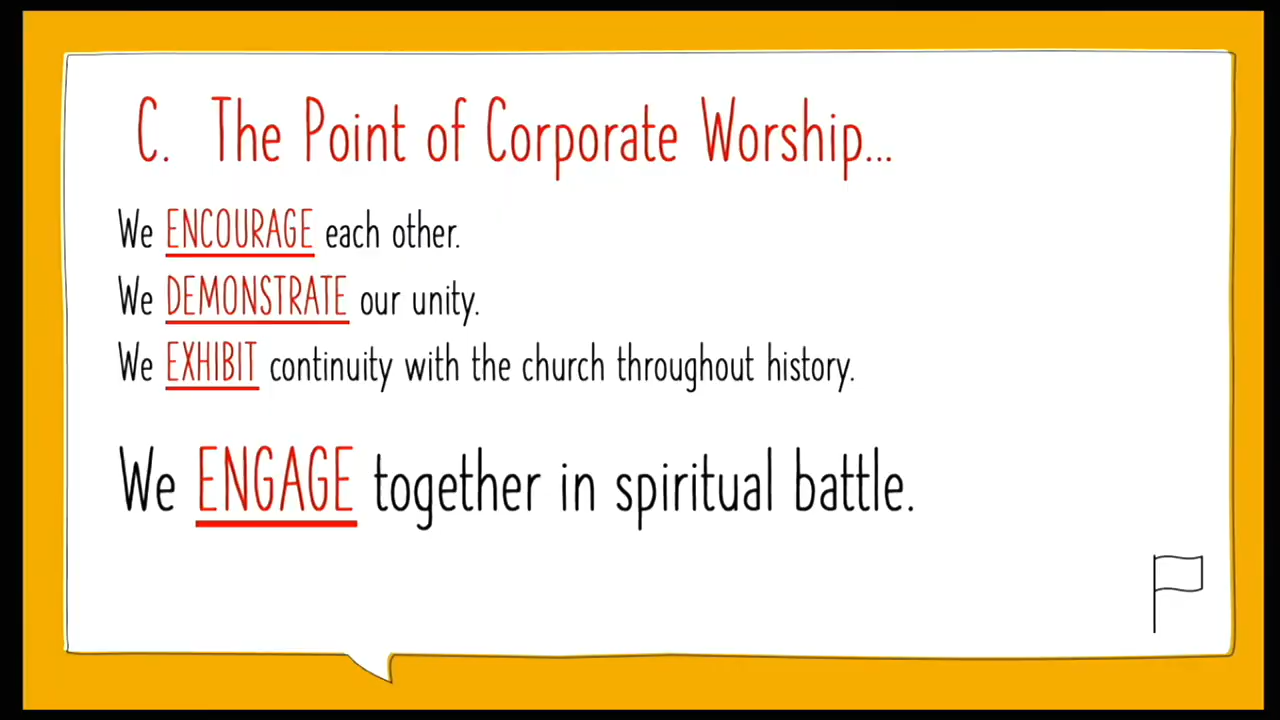 C. The Point of Corporate Worship...
We ENCOURAGE each other.
We DEMONSTRATE our unity.
We EXHIBIT continuity with the church throughout history.
We ENGAGE together in spiritual battle.